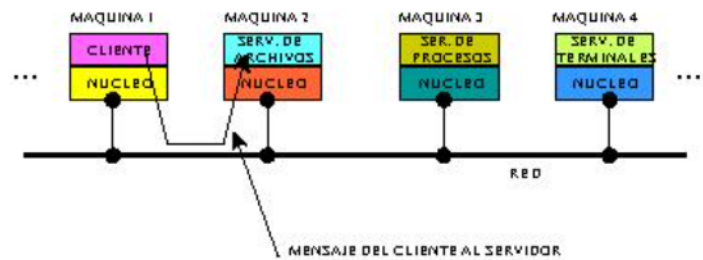 MAQUINA 1
MAQUINA 2
MAQUINA 3
MAQUINA 4
CLIENTE
SERV. DE
ARCHIVOS
SER. DE
PROCESOS
SERV. DE
TERMINALES
...
NUCLEO
NUCLEO
NUCLEO
NUCLEO
...
RED
MENSAJE DEL CLIENTE AL SERVIDOR